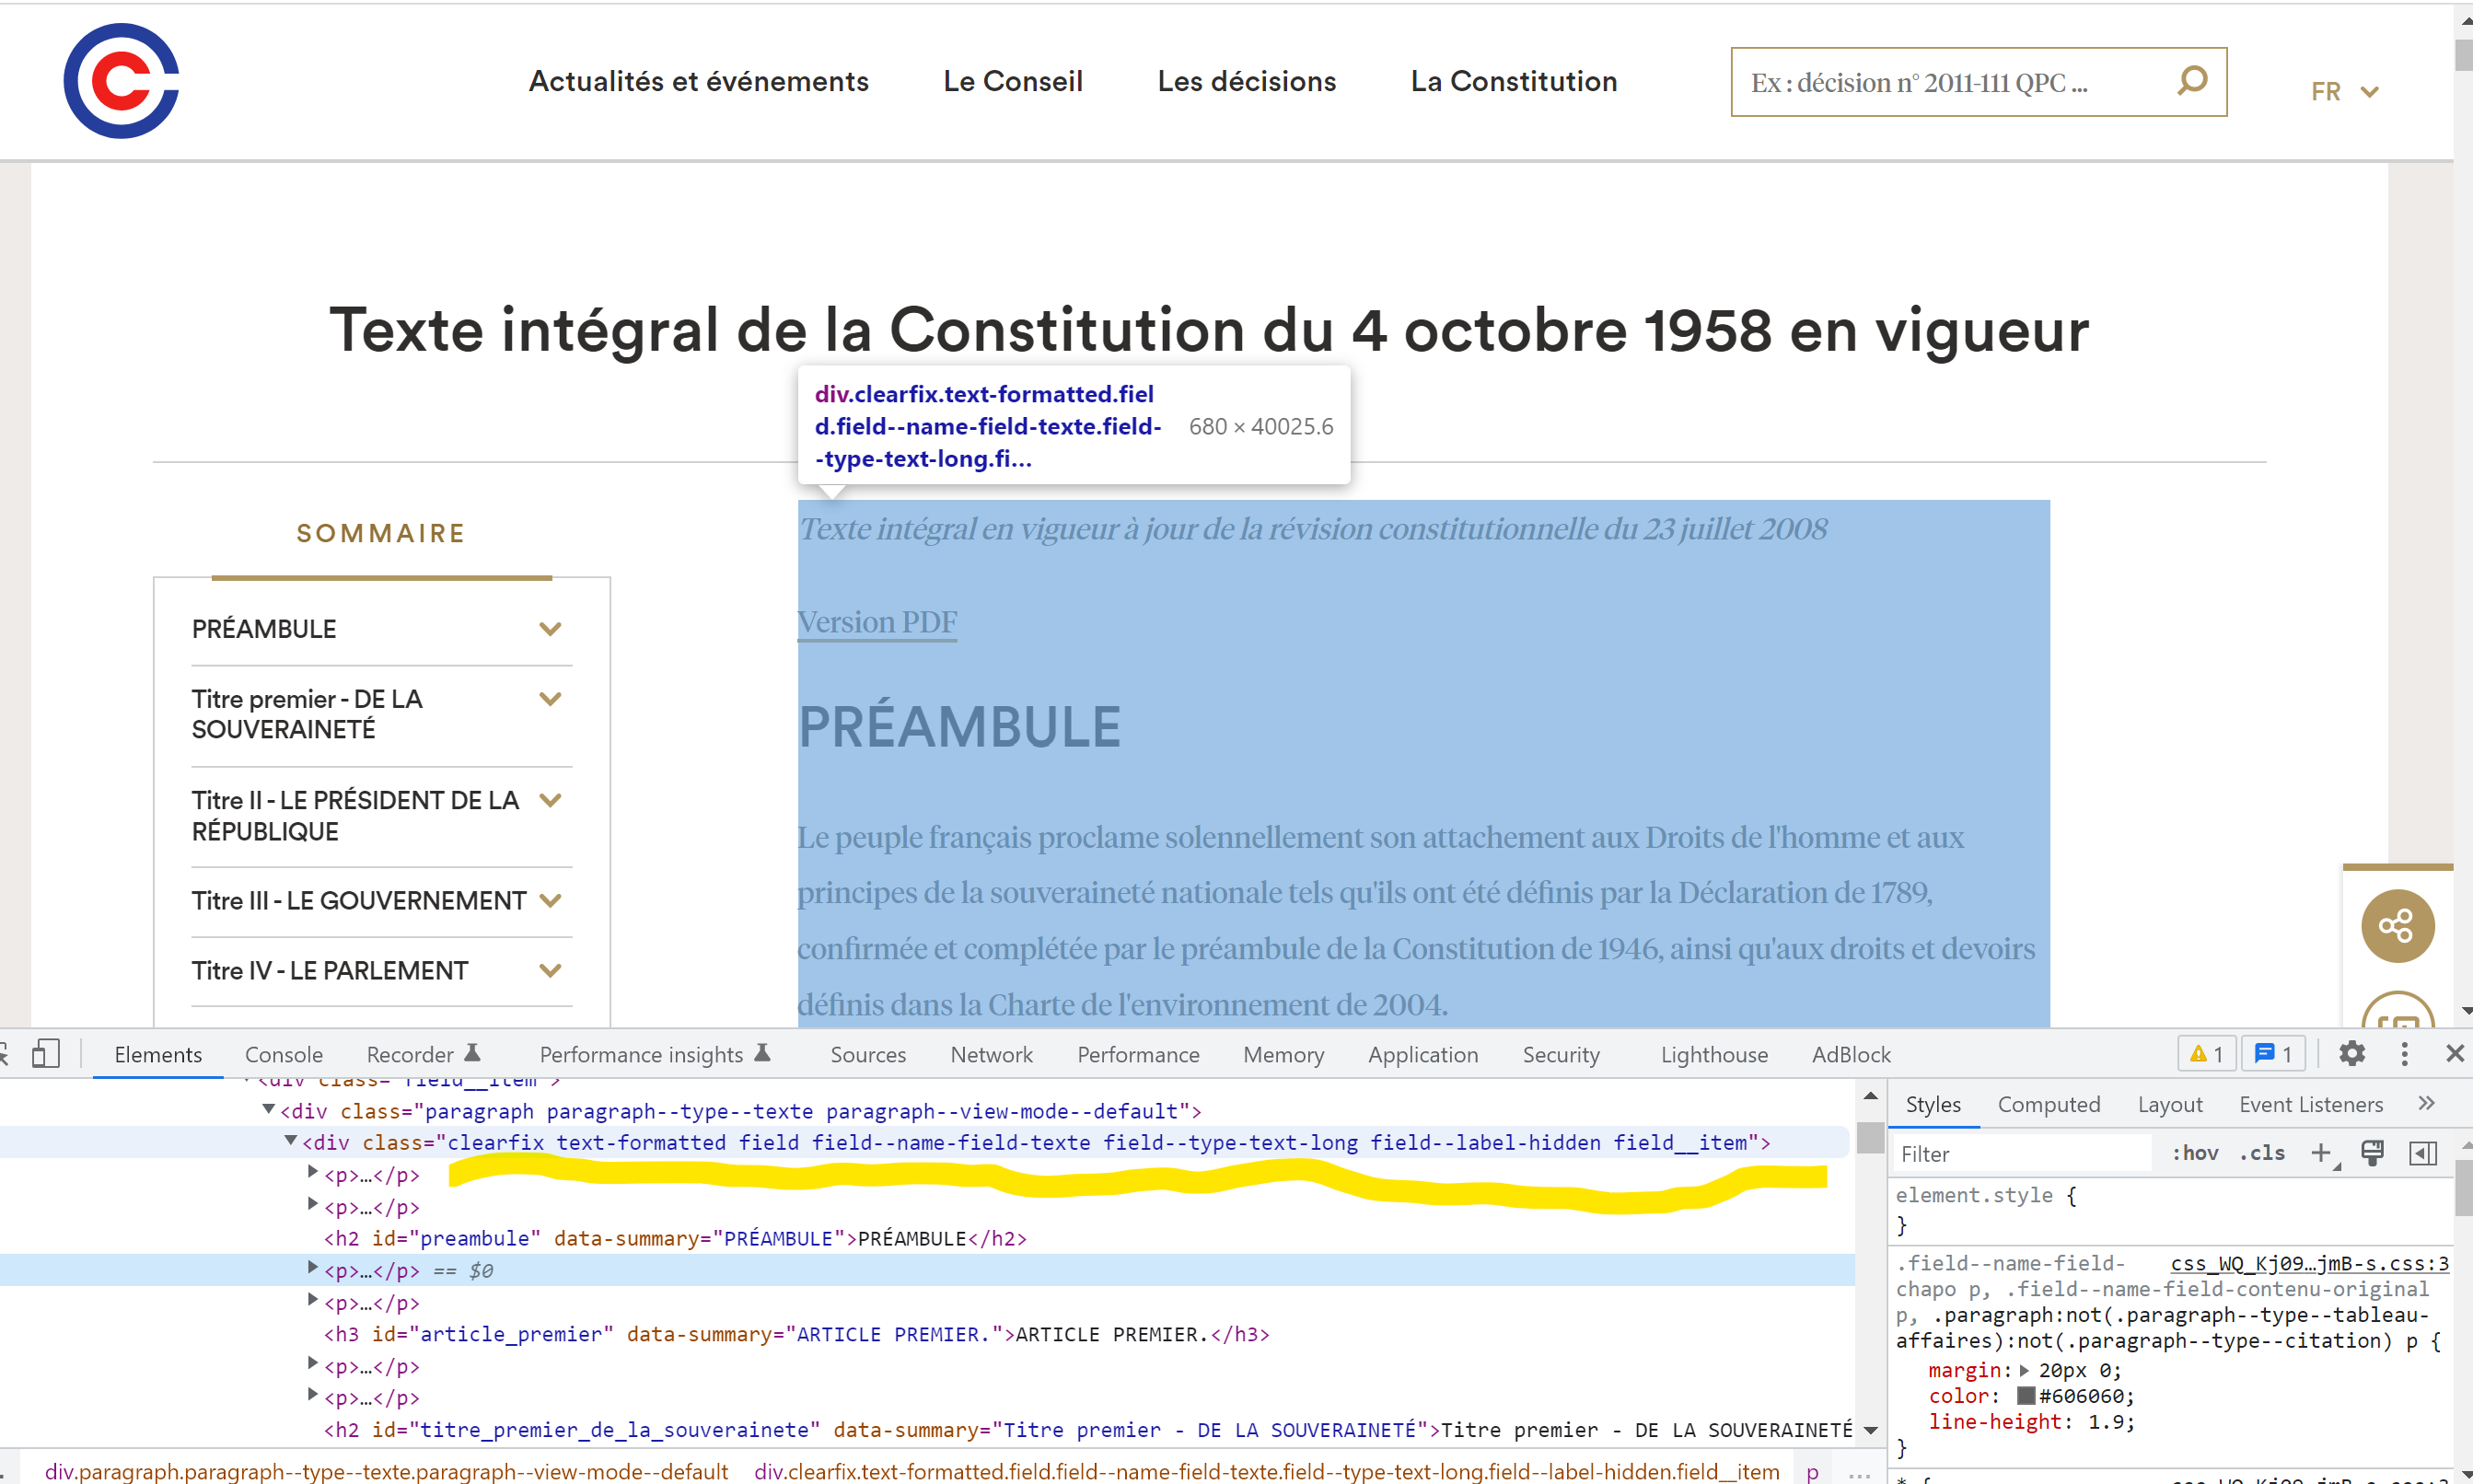 Actualités et événements
Le Conseil
Les décisions
La Constitution
Ex : décision n° 2011-111 QPC ...
FR
Texte intégral de la Constitution du 4 octobre 1958 en vigueur
div.clearfix.text-formatted.fiel
d.field--name-field-texte.field-
-type-text-long.fi...
680 × 40025.6
SOMMAIRE
PRÉAMBULE
Titre premier - DE LA
SOUVERAINETÉ
Titre II - LE PRÉSIDENT DE LA
RÉPUBLIQUE
Titre III - LE GOUVERNEMENT
Titre IV - LE PARLEMENT
Texte intégral en vigueur à jour de la révision constitutionnelle du 23 juillet 2008
Version PDF
PRÉAMBULE
Le peuple français proclame solennellement son attachement aux Droits de l'homme et aux
principes de la souveraineté nationale tels qu'ils ont été définis par la Déclaration de 1789,
confirmée et complétée par le préambule de la Constitution de 1946, ainsi qu'aux droits et devoirs
définis dans la Charte de l'environnement de 2004.
Elements
Console
Recorder
Performance insights
Sources
Network
Performance
Memory
Application
Security
Lighthouse
AdBlock
1
1
<div class="field__item">
<div class="paragraph paragraph--type--texte paragraph--view-mode--default">
<div class="clearfix text-formatted field field--name-field-texte field--type-text-long field--label-hidden field__item">
<p>…</p>
<p>…</p>
<h2 id="preambule" data-summary="PRÉAMBULE">PRÉAMBULE</h2>
<p>…</p> == $0
<p>…</p>
<h3 id="article_premier" data-summary="ARTICLE PREMIER.">ARTICLE PREMIER.</h3>
<p>…</p>
<p>…</p>
<h2 id="titre_premier_de_la_souverainete" data-summary="Titre premier - DE LA SOUVERAINETÉ">Titre premier - DE LA SOUVERAINETÉ
div.paragraph.paragraph--type--texte.paragraph--view-mode--default
div.clearfix.text-formatted.field.field--name-field-texte.field--type-text-long.field--label-hidden.field__item
p
...
Styles
Computed
Layout
Event Listeners
Filter
:hov
.cls
element.style {
}
.field--name-field-
css_WQ_Kj09…jmB-s.css:3
chapo p, .field--name-field-contenu-original
p, .paragraph:not(.paragraph--type--tableau-
affaires):not(.paragraph--type--citation) p {
margin: 20px 0;
color: #606060;
line-height: 1.9;
}